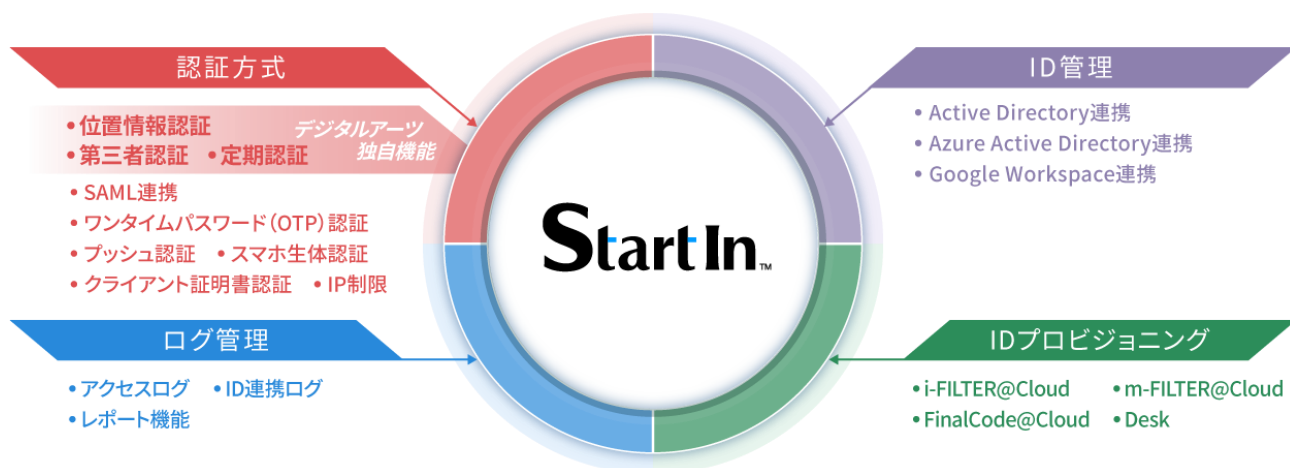 認証方式
•位置情報認証
•第三者認証 •定期認証
デジタルアーツ
独自機能
•SAML連携
•ワンタイムパスワード（OTP）認証
•プッシュ認証 •スマホ生体認証
•クライアント証明書認証 •IP制限
ID管理
•Active Directory連携
•Azure Active Directory連携
•Google Workspace連携
StartIn™
ログ管理
•アクセスログ •ID連携ログ
•レポート機能
IDプロビジョニング
•i-FILTER@Cloud •m-FILTER@Cloud
•FinalCode@Cloud •Desk